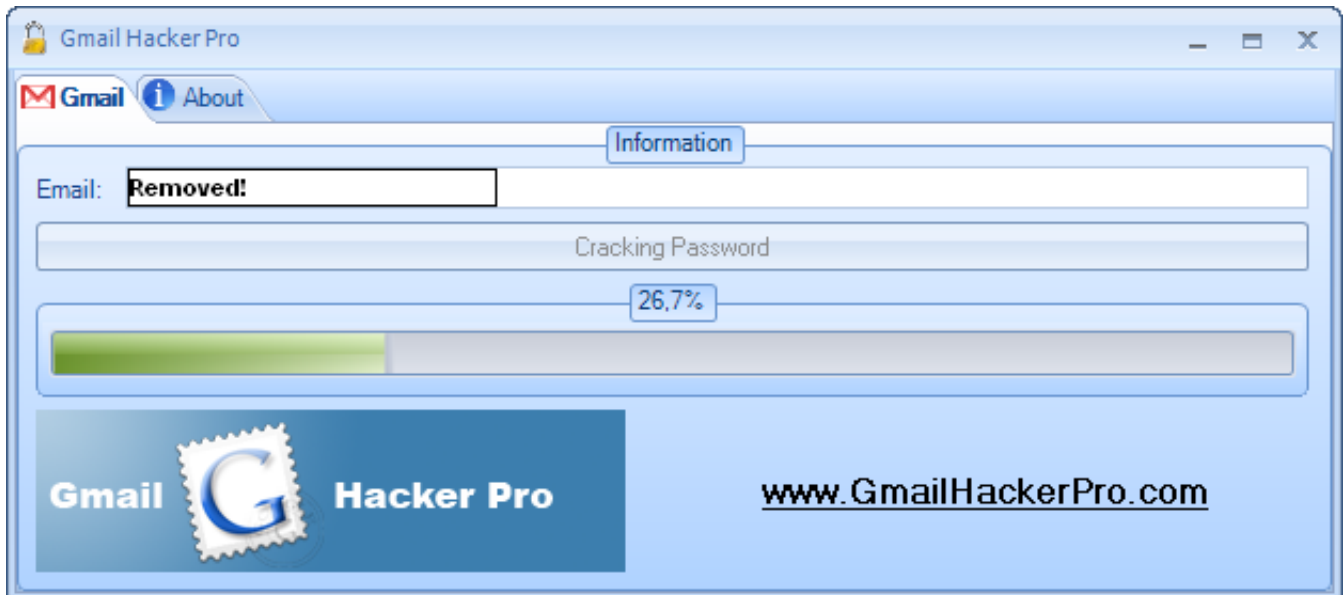 Gmail Hacker Pro
Gmail About
Information
Email: Removed!
Cracking Password
26,7%
Gmail G Hacker Pro
www.GmailHackerPro.com